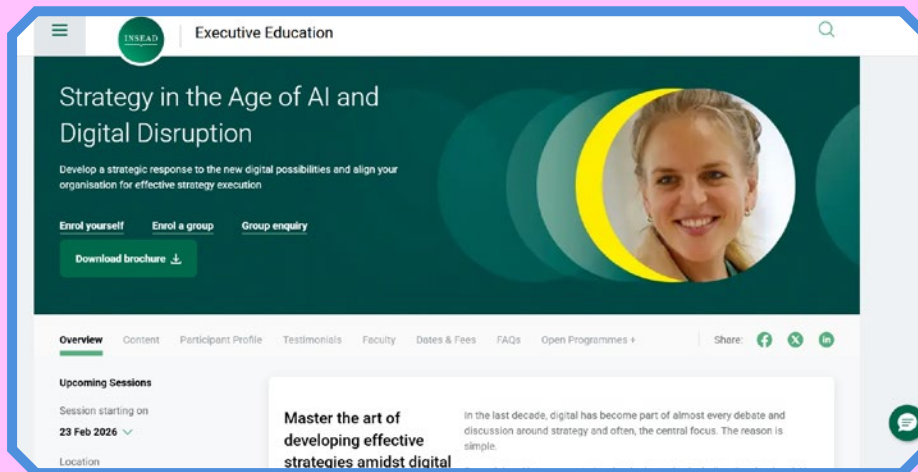 INSEAD
Executive Education
Strategy in the Age of AI and
Digital Disruption
Develop a strategic response to the new digital possibilities and align your
organisation for effective strategy execution
Enrol yourself Enrol a group Group enquiry
Download brochure
Overview Content Participant Profile Testimonials Faculty Dates & Fees FAQs Open Programmes + Share:
Upcoming Sessions
Session starting on
23 Feb 2026
Location
Master the art of
developing effective
strategies amidst digital
In the last decade, digital has become part of almost every debate and
discussion around strategy and often, the central focus. The reason is
simple.